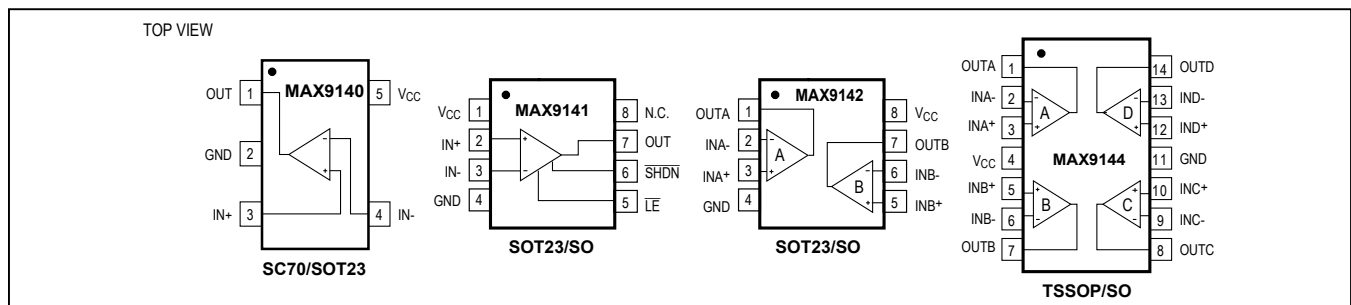 TOP VIEW
MAX9140
OUT 1
5 VCC
GND 2
IN+ 3
4 IN-
SC70/SOT23
MAX9141
VCC 1
8 N.C.
IN+ 2
7 OUT
IN- 3
6 SHDN
GND 4
5 LE
+
−
SOT23/SO
MAX9142
OUTA 1
8 VCC
INA- 2
7 OUTB
INA+ 3
6 INB-
GND 4
5 INB+
A
B
SOT23/SO
OUTA 1
14 OUTD
INA- 2
13 IND-
INA+ 3
12 IND+
A
D
VCC 4
MAX9144
11 GND
INB+ 5
10 INC+
INB- 6
9 INC-
B
C
OUTB 7
8 OUTC
TSSOP/SO